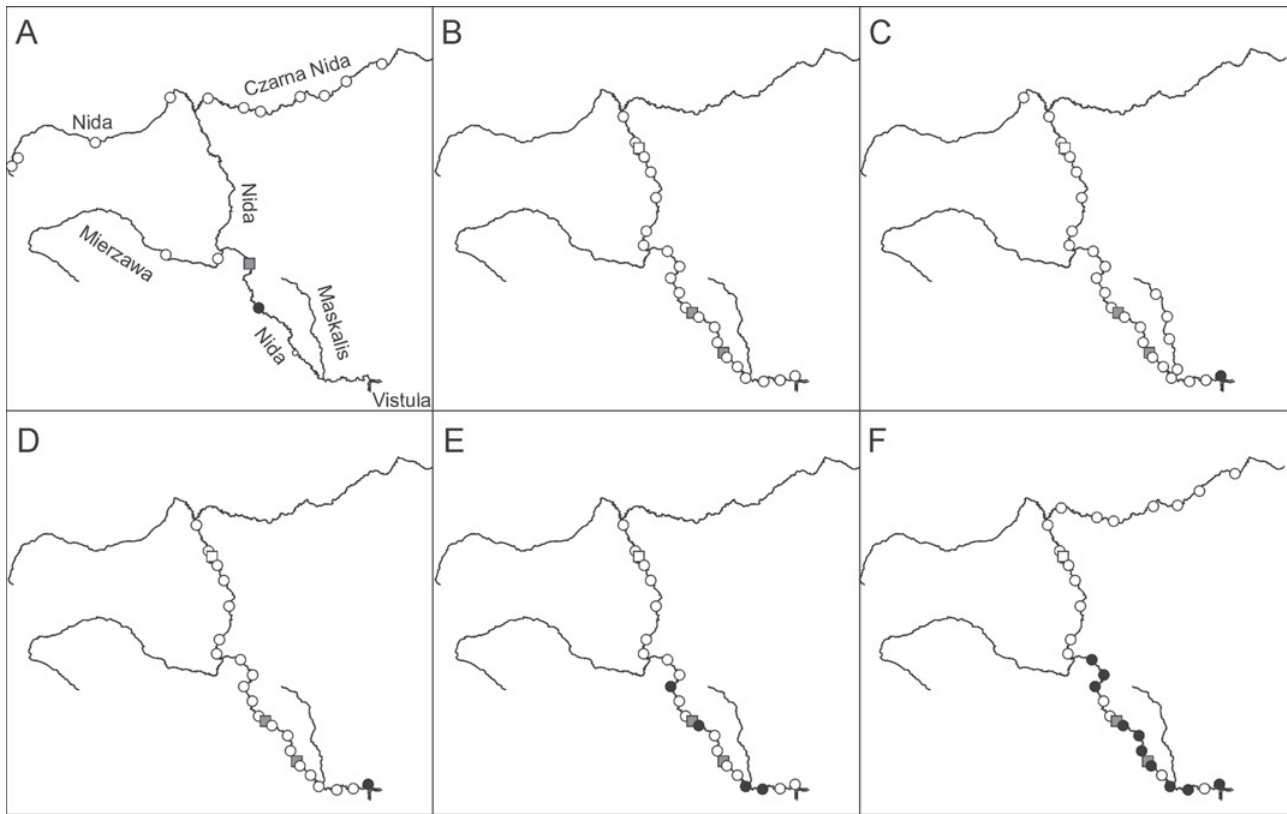 A
Czarna Nida
Nida
Nida
Mierzawa
Maskalis
Nida
Vistula
B
C
D
E
F